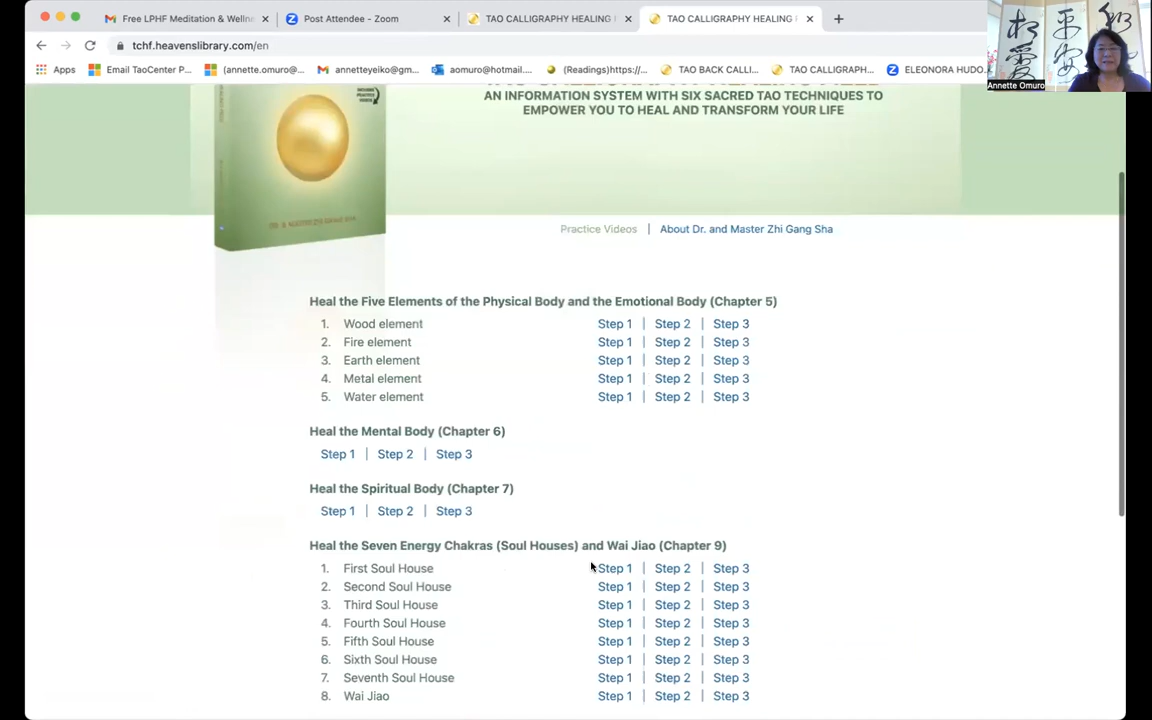 Free LPHF Meditation & Welln
Post Attendee - Zoom
TAO CALLIGRAPHY HEALING
TAO CALLIGRAPHY HEALING
tchf.heavenslibrary.com/en
Apps
Email TaoCenter P...
(annette.omuro@...
annetteyeiko@gm...
aomuro@hotmail....
(Readings)https://...
TAO BACK CALLI...
TAO CALLIGRAPH...
ELEONORA HUDO
Annette Omuro
AN INFORMATION SYSTEM WITH SIX SACRED TAO TECHNIQUES TO
EMPOWER YOU TO HEAL AND TRANSFORM YOUR LIFE
Practice Videos | About Dr. and Master Zhi Gang Sha
Heal the Five Elements of the Physical Body and the Emotional Body (Chapter 5)
1. Wood element Step 1 | Step 2 | Step 3
2. Fire element Step 1 | Step 2 | Step 3
3. Earth element Step 1 | Step 2 | Step 3
4. Metal element Step 1 | Step 2 | Step 3
5. Water element Step 1 | Step 2 | Step 3
Heal the Mental Body (Chapter 6)
Step 1 | Step 2 | Step 3
Heal the Spiritual Body (Chapter 7)
Step 1 | Step 2 | Step 3
Heal the Seven Energy Chakras (Soul Houses) and Wai Jiao (Chapter 9)
1. First Soul House Step 1 | Step 2 | Step 3
2. Second Soul House Step 1 | Step 2 | Step 3
3. Third Soul House Step 1 | Step 2 | Step 3
4. Fourth Soul House Step 1 | Step 2 | Step 3
5. Fifth Soul House Step 1 | Step 2 | Step 3
6. Sixth Soul House Step 1 | Step 2 | Step 3
7. Seventh Soul House Step 1 | Step 2 | Step 3
8. Wai Jiao Step 1 | Step 2 | Step 3